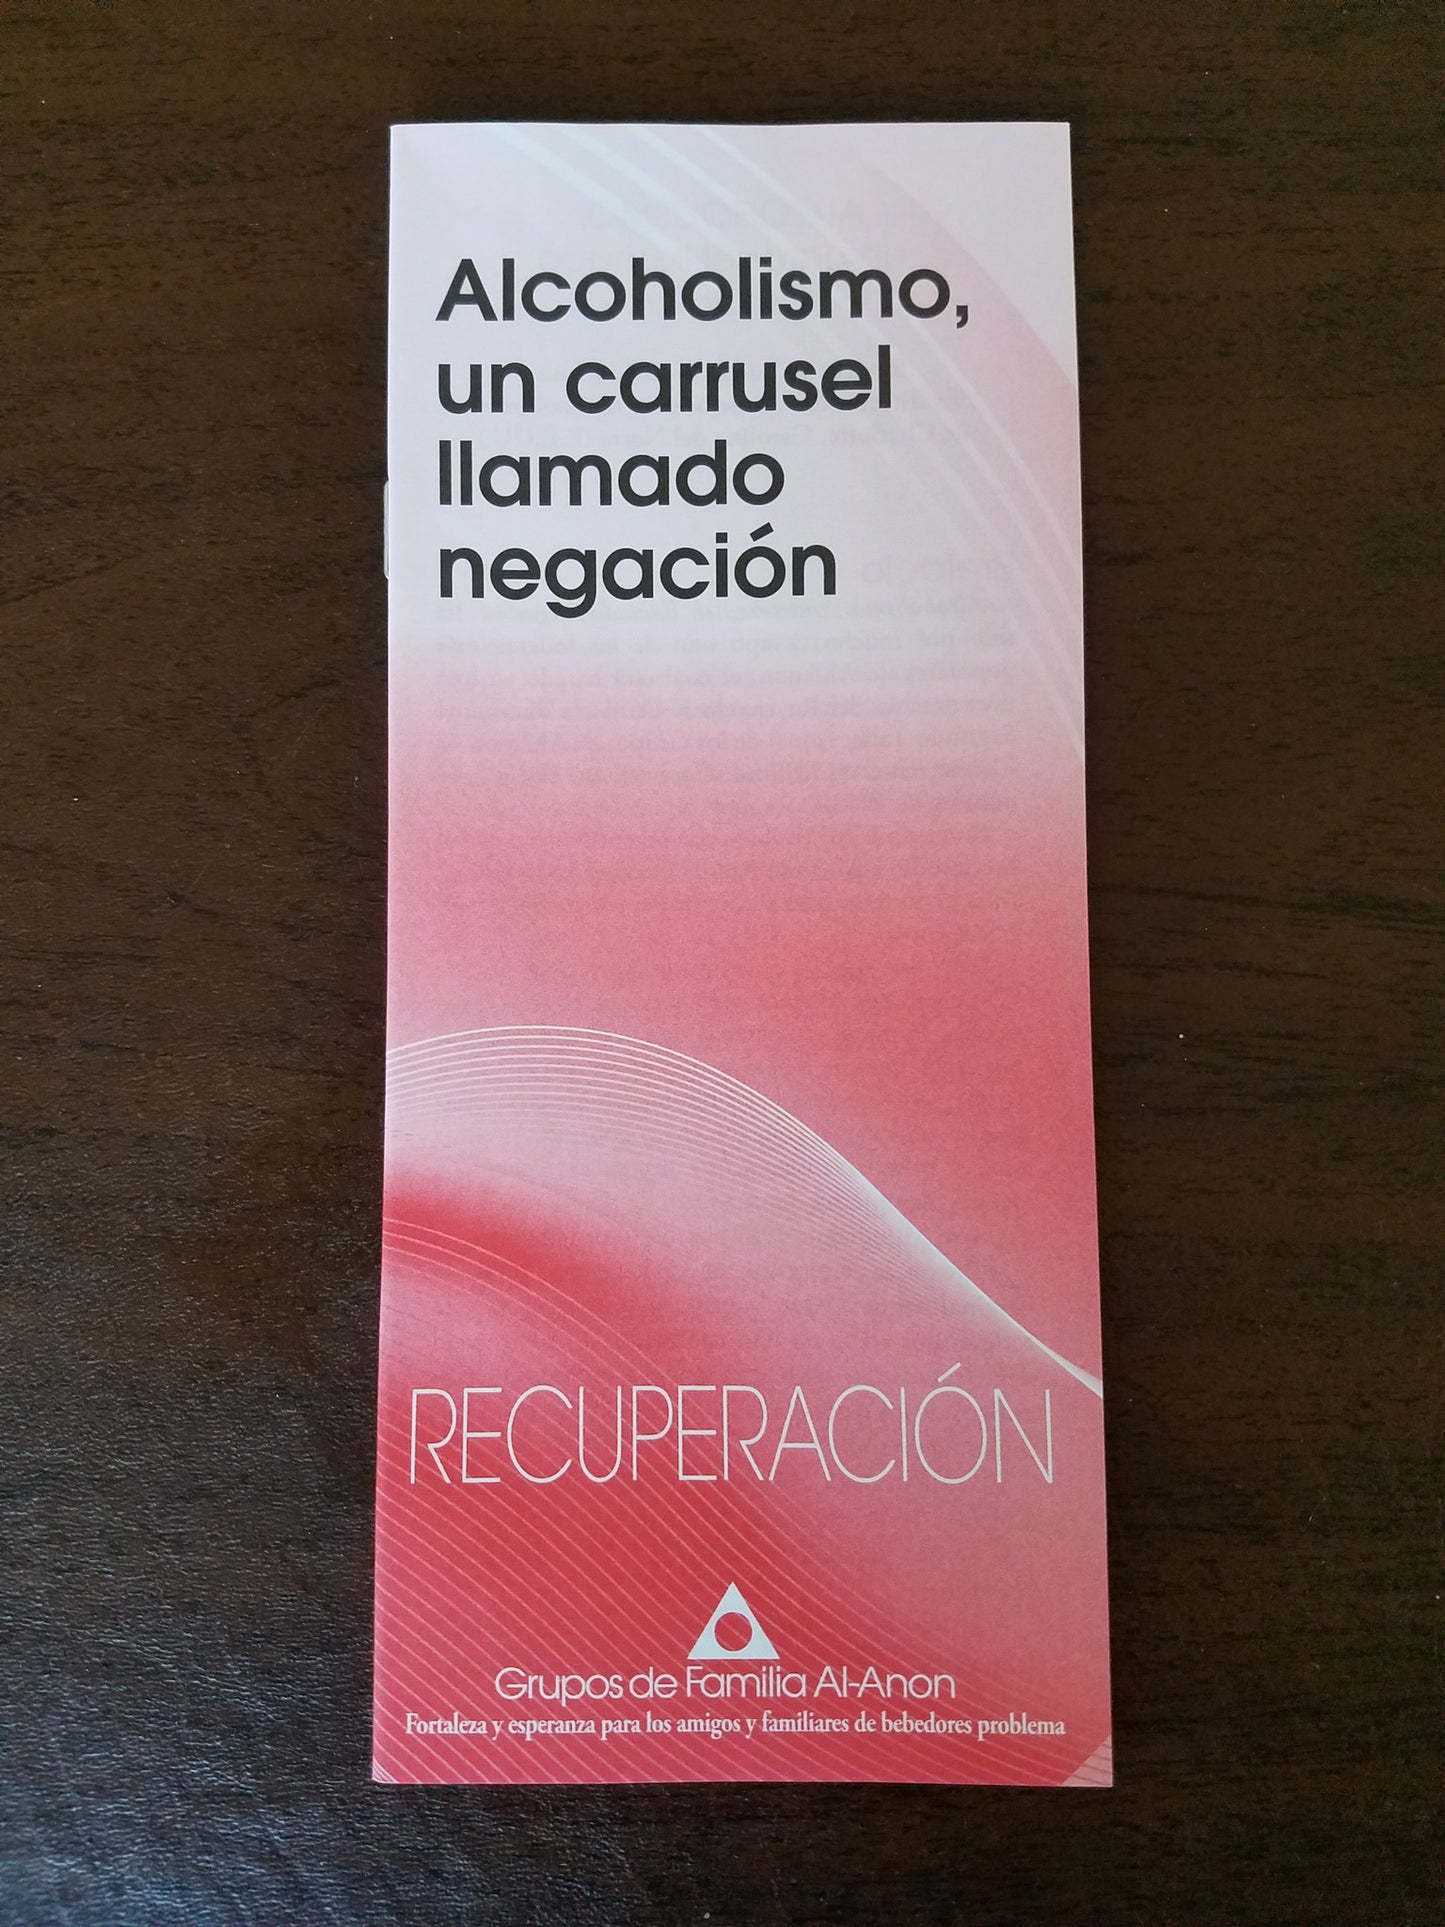 Alcoholismo,
un carrusel
llamado
negación
RECUPERACIÓN
Grupos de Familia Al-Anon
Fortaleza y esperanza para los amigos y familiares de bebedores problema